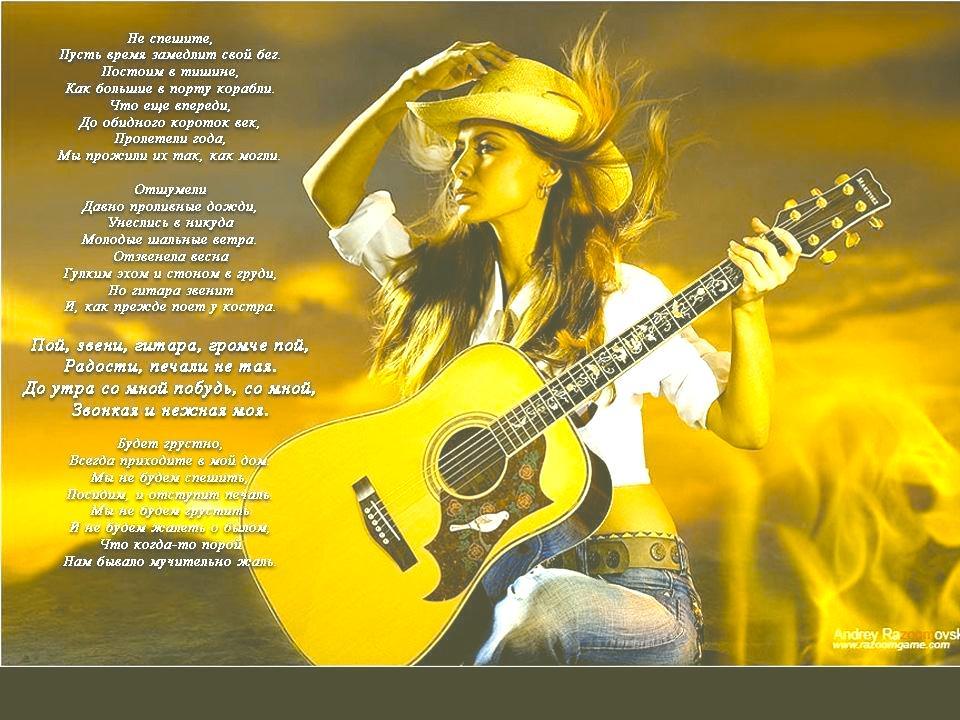 Не спешите,
Пусть время замедлит свой бег.
Постоим в тишине,
Как большие в порту корабли.
Что еще впереди,
До обидного короток век,
Пролетели года,
Мы прожили их так, как могли.
Отшумели
Давно проливные дожди,
Унеслись в никуда
Молодые шальные ветра.
Отзвенела весна
Гулким эхом и стоном в груди,
Но гитара звенит
И, как прежде поет у костра.
Пой, звени, гитара, громче пой,
Радости, печали не тая.
До утра со мной побудь, со мной,
Звонкая и нежная моя.
Будет грустно,
Всегда приходите в мой дом.
Мы не будем спешить,
Посидим, и отступит печаль.
Мы не будем грустить
И не будем жалеть о былом,
Что когда-то порой
Нам бывало мучительно жаль.
Martinez
Andrey Razoomovsk
www.razoomgame.com